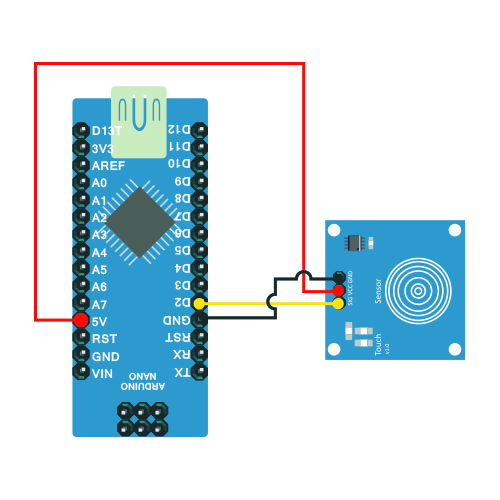 D13T
3V3
AREF
A0
A1
A2
A3
A4
A5
A6
A7
5V
RST
GND
VIN
D12
D11
D10
D9
D8
D7
D6
D5
D4
D3
D2
GND
RST
RX
TX
ARDUINO
NANO
SIG VCC GND
Sensor
Touch
v1.0